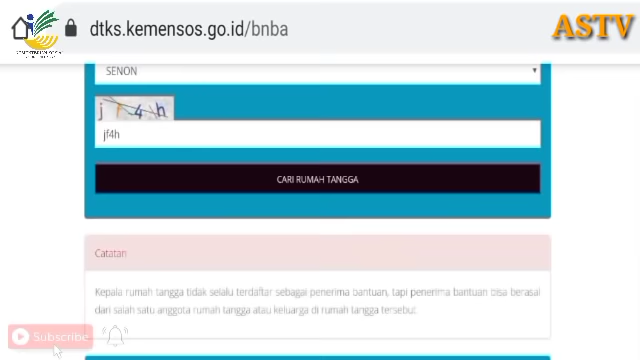 dtks.kemensos.go.id/bnba
ASTV
SENON
jf4h
jf4h
CARI RUMAH TANGGA
Catatan
Kepala rumah tangga tidak selalu terdaftar sebagai penerima bantuan, tapi penerima bantuan bisa berasal
dari salah satu anggota rumah tangga atau keluarga di rumah tangga tersebut.
Subscribe